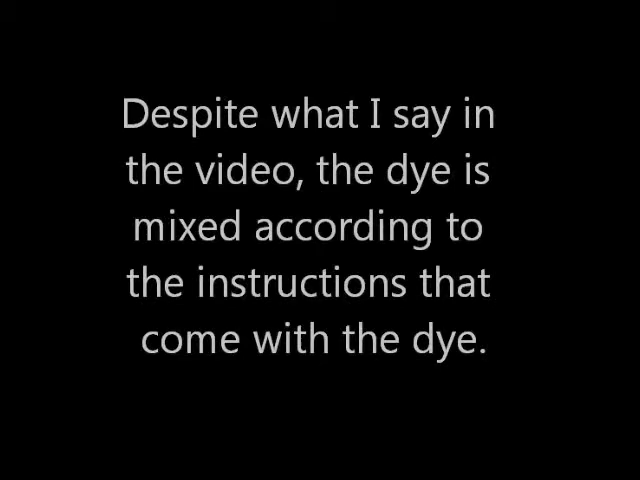 Despite what I say in
the video, the dye is
mixed according to
the instructions that
come with the dye.